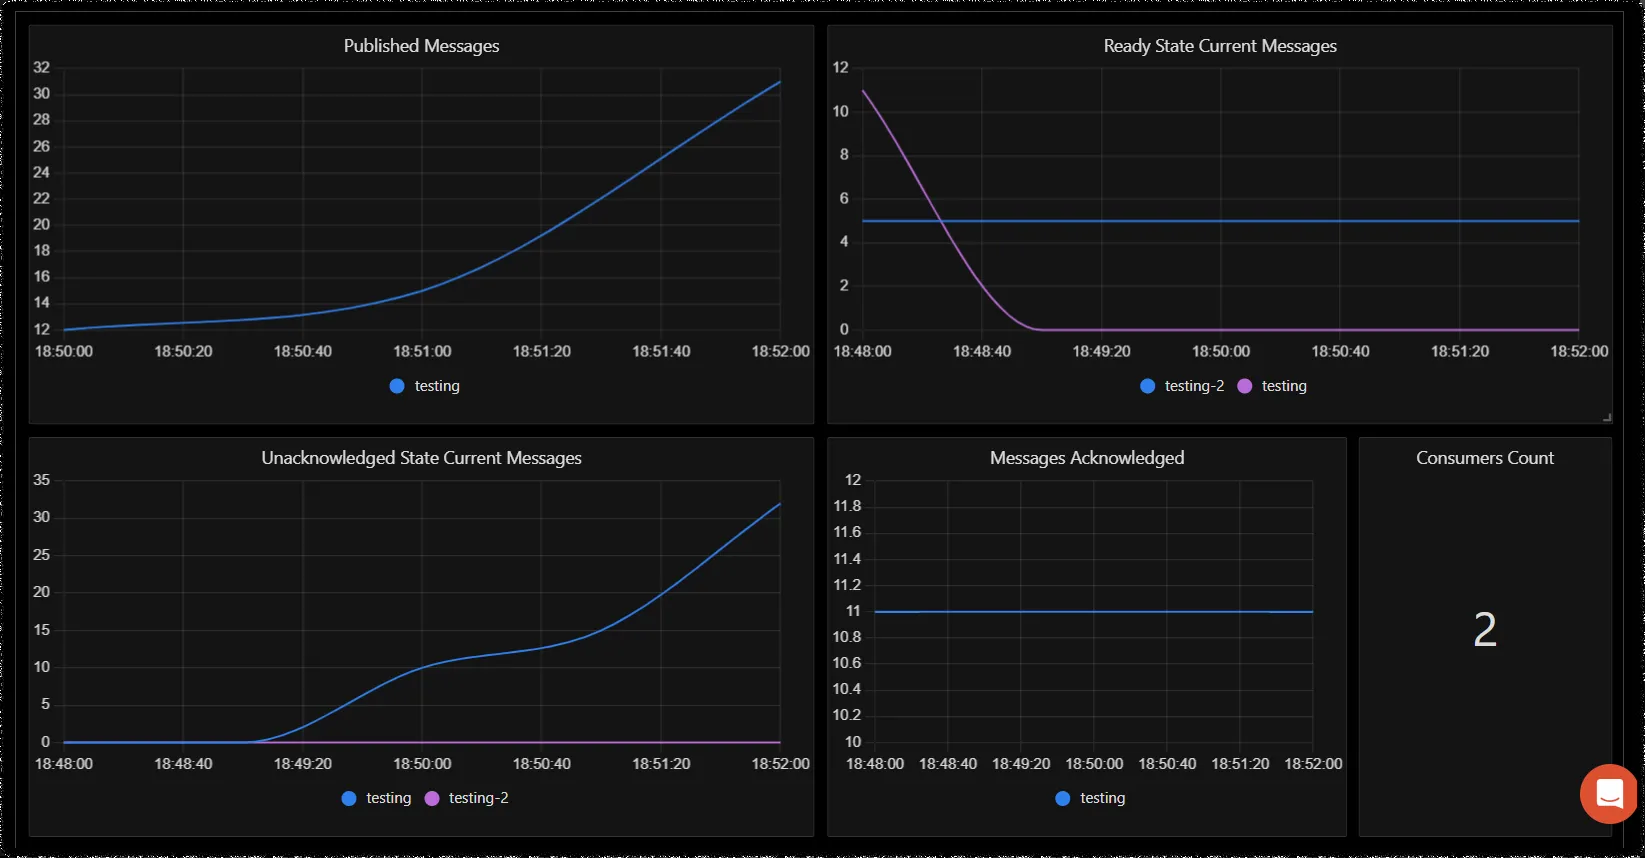 Published Messages
32
30
28
26
24
22
20
18
16
14
12
18:50:00 18:50:20 18:50:40 18:51:00 18:51:20 18:51:40 18:52:00
testing
Ready State Current Messages
12
10
8
6
4
2
0
18:48:00 18:48:40 18:49:20 18:50:00 18:50:40 18:51:20 18:52:00
testing-2 testing
Unacknowledged State Current Messages
35
30
25
20
15
10
5
0
18:48:00 18:48:40 18:49:20 18:50:00 18:50:40 18:51:20 18:52:00
testing testing-2
Messages Acknowledged
12
11.8
11.6
11.4
11.2
11
10.8
10.6
10.4
10.2
10
18:48:00 18:48:40 18:49:20 18:50:00 18:50:40 18:51:20 18:52:00
testing
Consumers Count
2